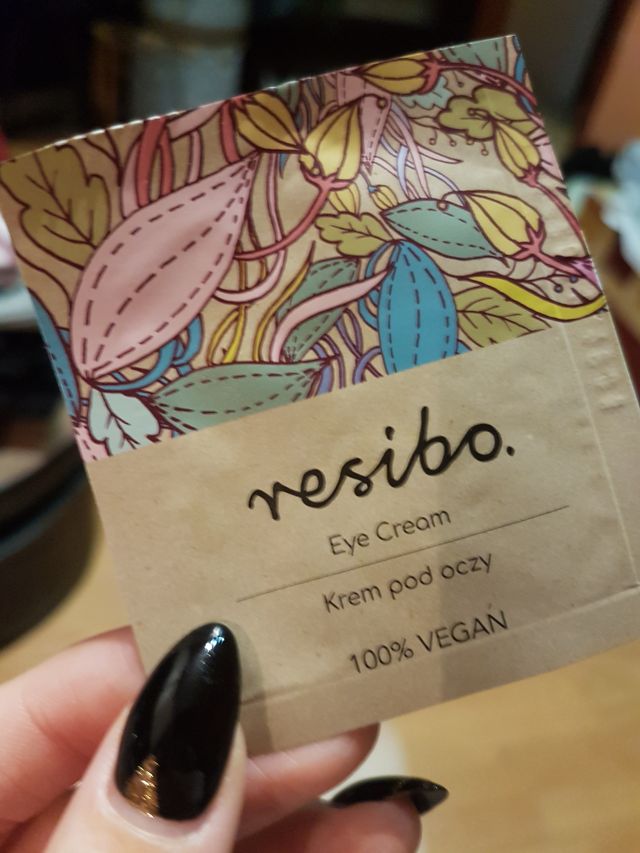 resibo.
Eye Cream
Krem pod oczy
100% VEGAN